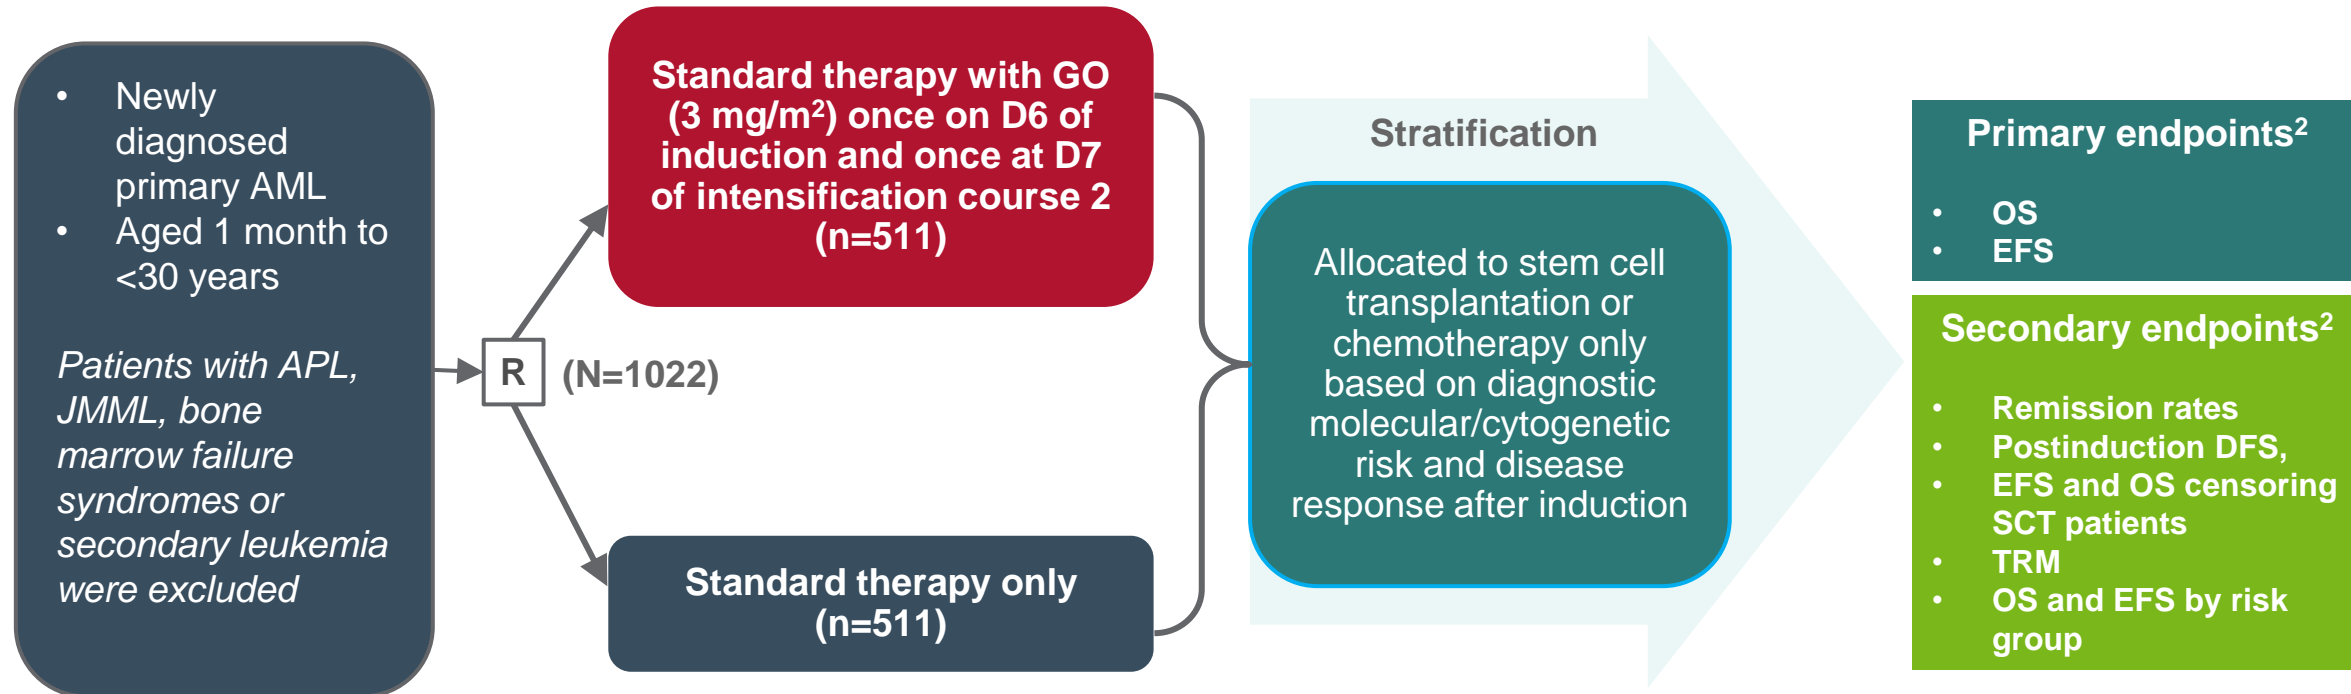 • Newly
diagnosed
primary AML
• Aged 1 month to
<30 years
Patients with APL,
JMML, bone
marrow failure
syndromes or
secondary leukemia
were excluded
R
(N=1022)
Standard therapy with GO
(3 mg/m²) once on D6 of
induction and once at D7
of intensification course 2
(n=511)
Standard therapy only
(n=511)
Stratification
Allocated to stem cell
transplantation or
chemotherapy only
based on diagnostic
molecular/cytogenetic
risk and disease
response after induction
Primary endpoints²
• OS
• EFS
Secondary endpoints²
• Remission rates
• Postinduction DFS,
• EFS and OS censoring
SCT patients
• TRM
• OS and EFS by risk
group